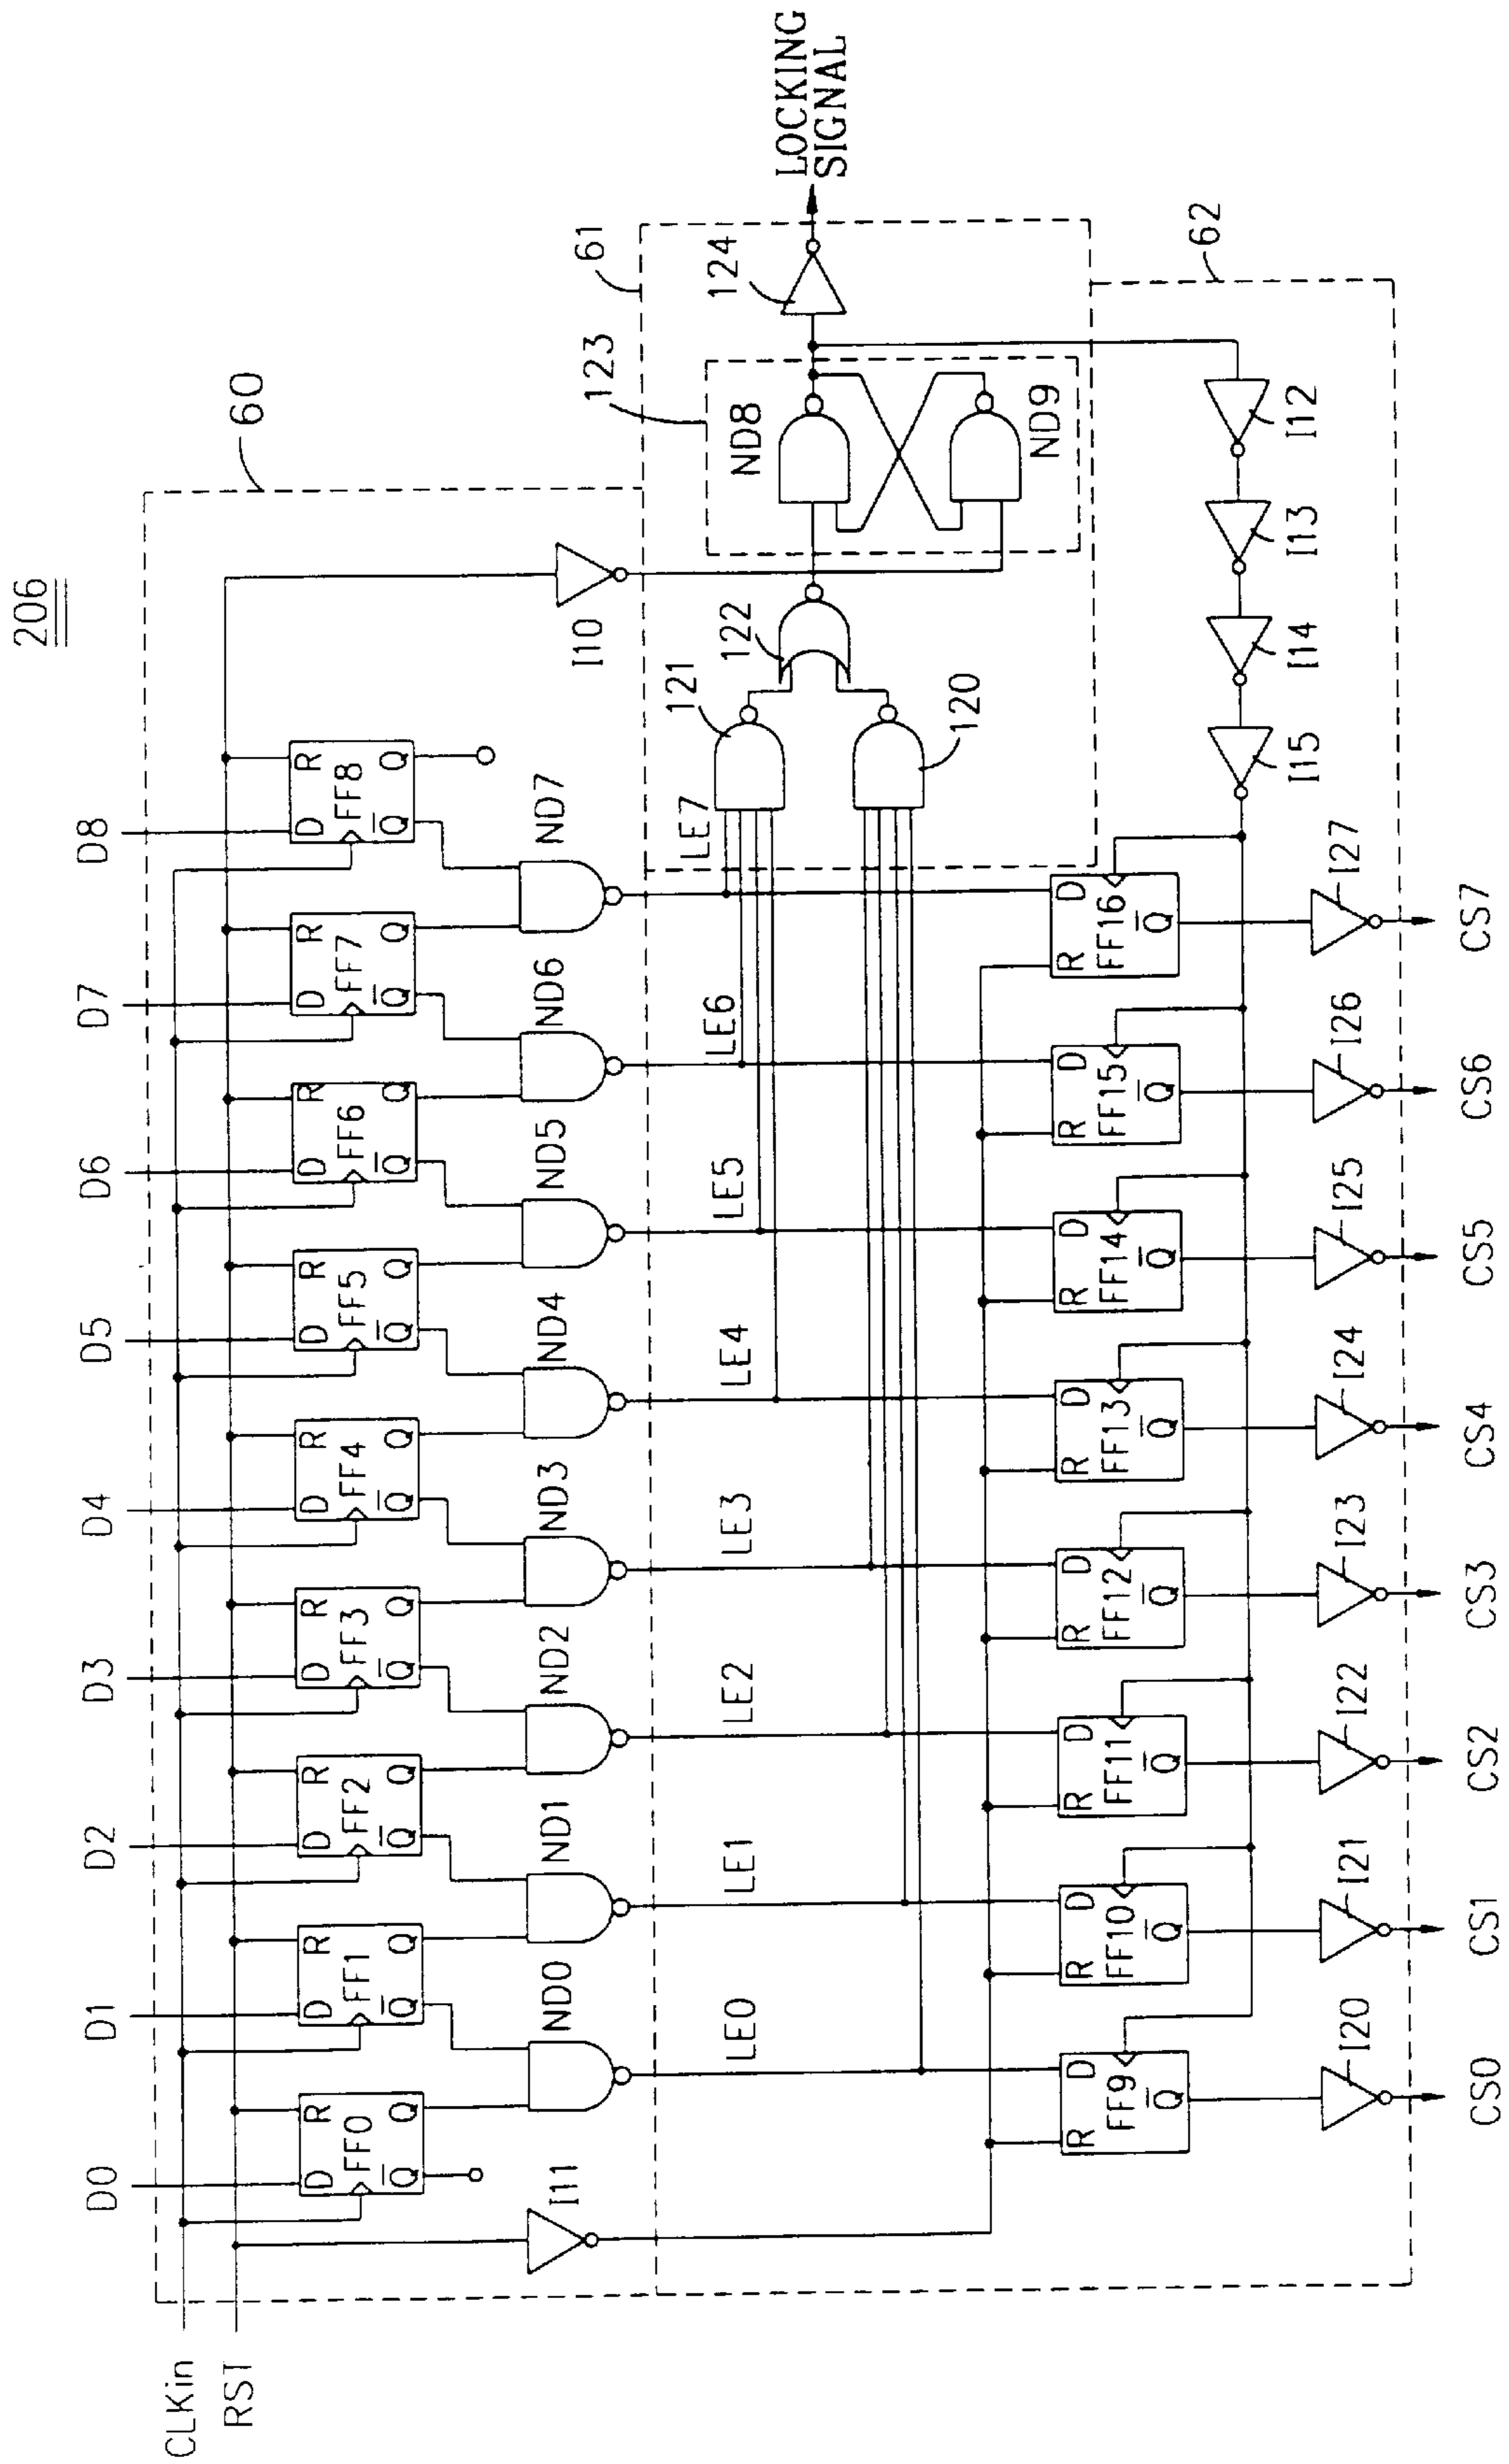 206
D0 D1 D2 D3 D4 D5 D6 D7 D8
60
CLKin
RST
D R D R D R D R D R D R D R D R D R
FF0 FF1 FF2 FF3 FF4 FF5 FF6 FF7 FF8
Q Q Q Q Q Q Q Q Q Q Q Q Q Q Q Q Q Q
I11 ND0 ND1 ND2 ND3 ND4 ND5 ND6 ND7 I10
61
LE0 LE1 LE2 LE3 LE4 LE5 LE6 LE7
121
122
120
123
ND8
ND9
124
LOCKING
SIGNAL
62
R D R D R D R D R D R D R D R D
FF9 FF10 FF11 FF12 FF13 FF14 FF15 FF16
Q Q Q Q Q Q Q Q
I15 I14 I13 I12
I20 I21 I22 I23 I24 I25 I26 I27
CS0 CS1 CS2 CS3 CS4 CS5 CS6 CS7